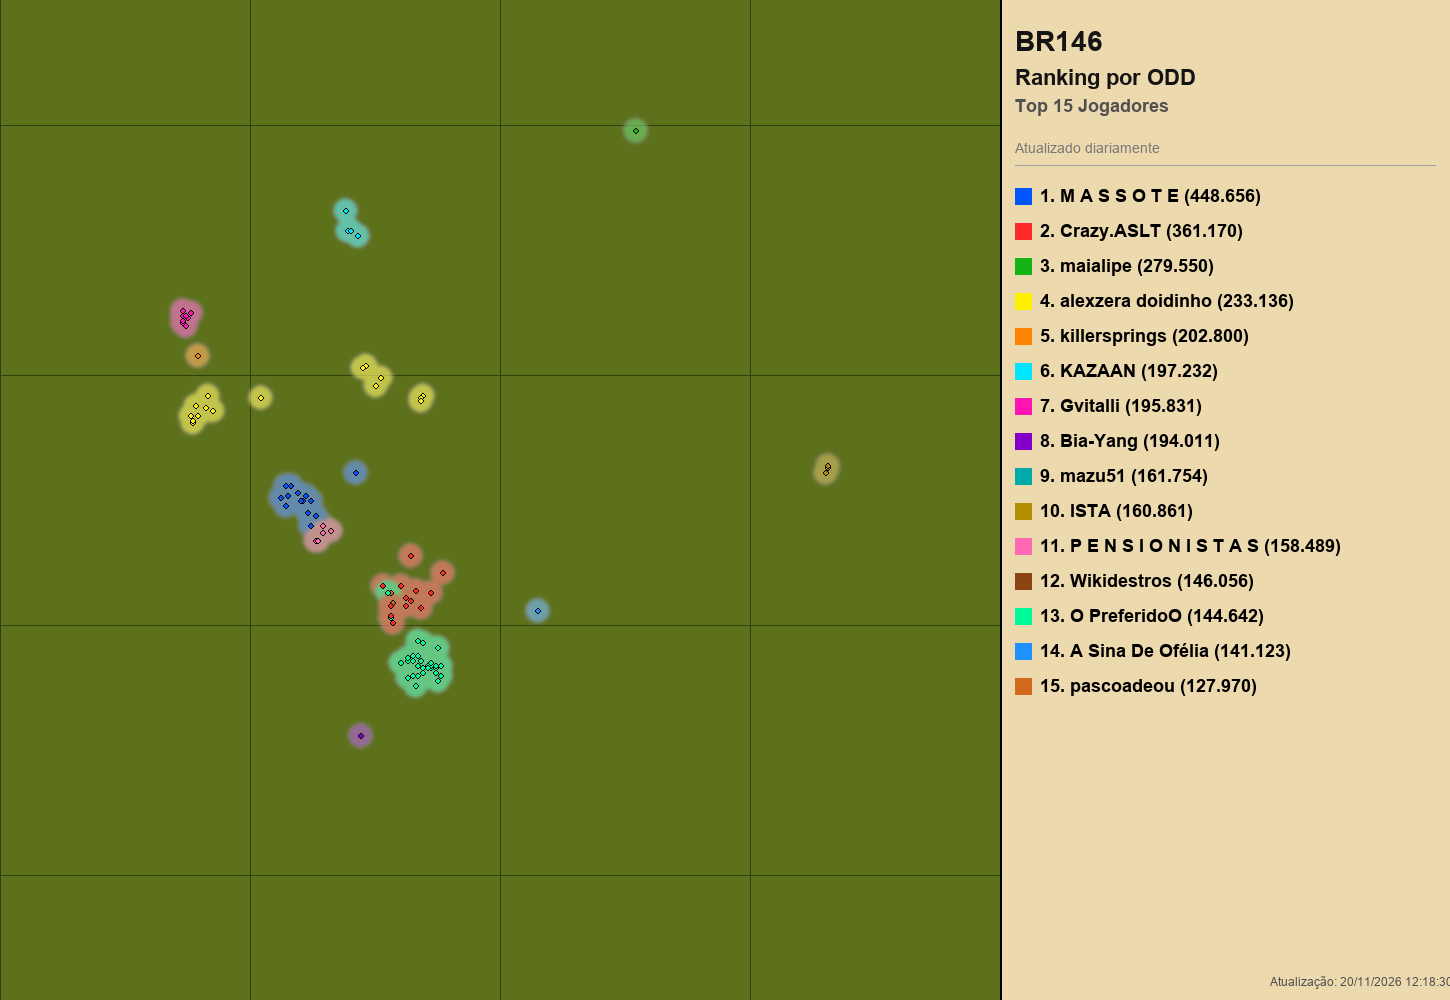 BR146
Ranking por ODD
Top 15 Jogadores
Atualizado diariamente
1. M A S S O T E (448.656)
2. Crazy.ASLT (361.170)
3. maialipe (279.550)
4. alexzera doidinho (233.136)
5. killersprings (202.800)
6. KAZAAN (197.232)
7. Gvitalli (195.831)
8. Bia-Yang (194.011)
9. mazu51 (161.754)
10. ISTA (160.861)
11. P E N S I O N I S T A S (158.489)
12. Wikidestros (146.056)
13. O PreferidoO (144.642)
14. A Sina De Ofélia (141.123)
15. pascoadeou (127.970)
Atualização: 20/11/2026 12:18:30